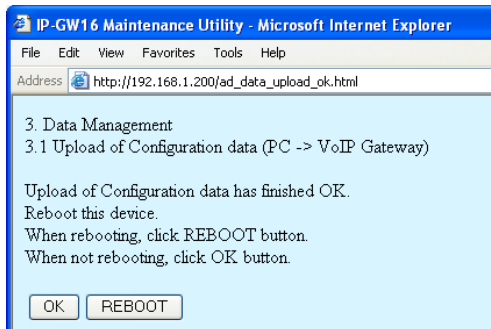 IP-GW16 Maintenance Utility - Microsoft Internet Explorer
File Edit View Favorites Tools Help
Address http://192.168.1.200/ad_data_upload_ok.html
3. Data Management
3.1 Upload of Configuration data (PC -> VoIP Gateway)
Upload of Configuration data has finished OK.
Reboot this device.
When rebooting, click REBOOT button.
When not rebooting, click OK button.
OK REBOOT